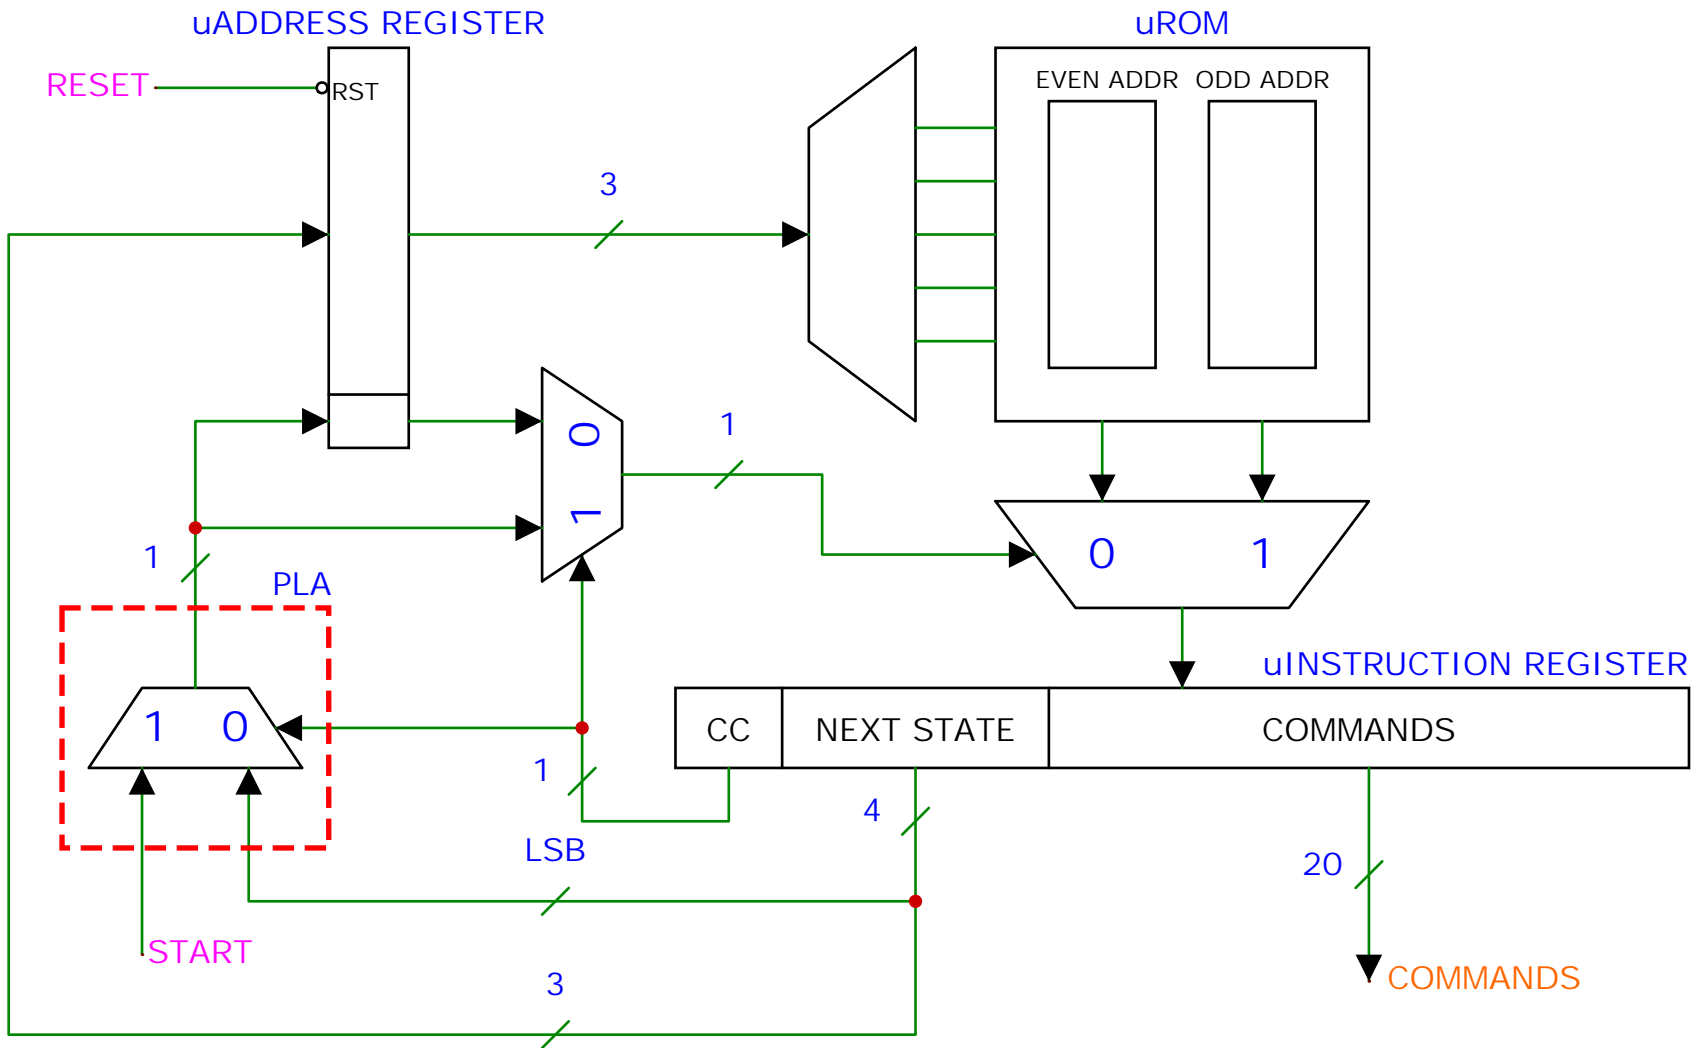 uADDRESS REGISTER
uROM
RESET
RST
EVEN ADDR ODD ADDR
3
0
1
1
1
PLA
0 1
uINSTRUCTION REGISTER
1 0
CC NEXT STATE COMMANDS
1
4
LSB
20
START
COMMANDS
3